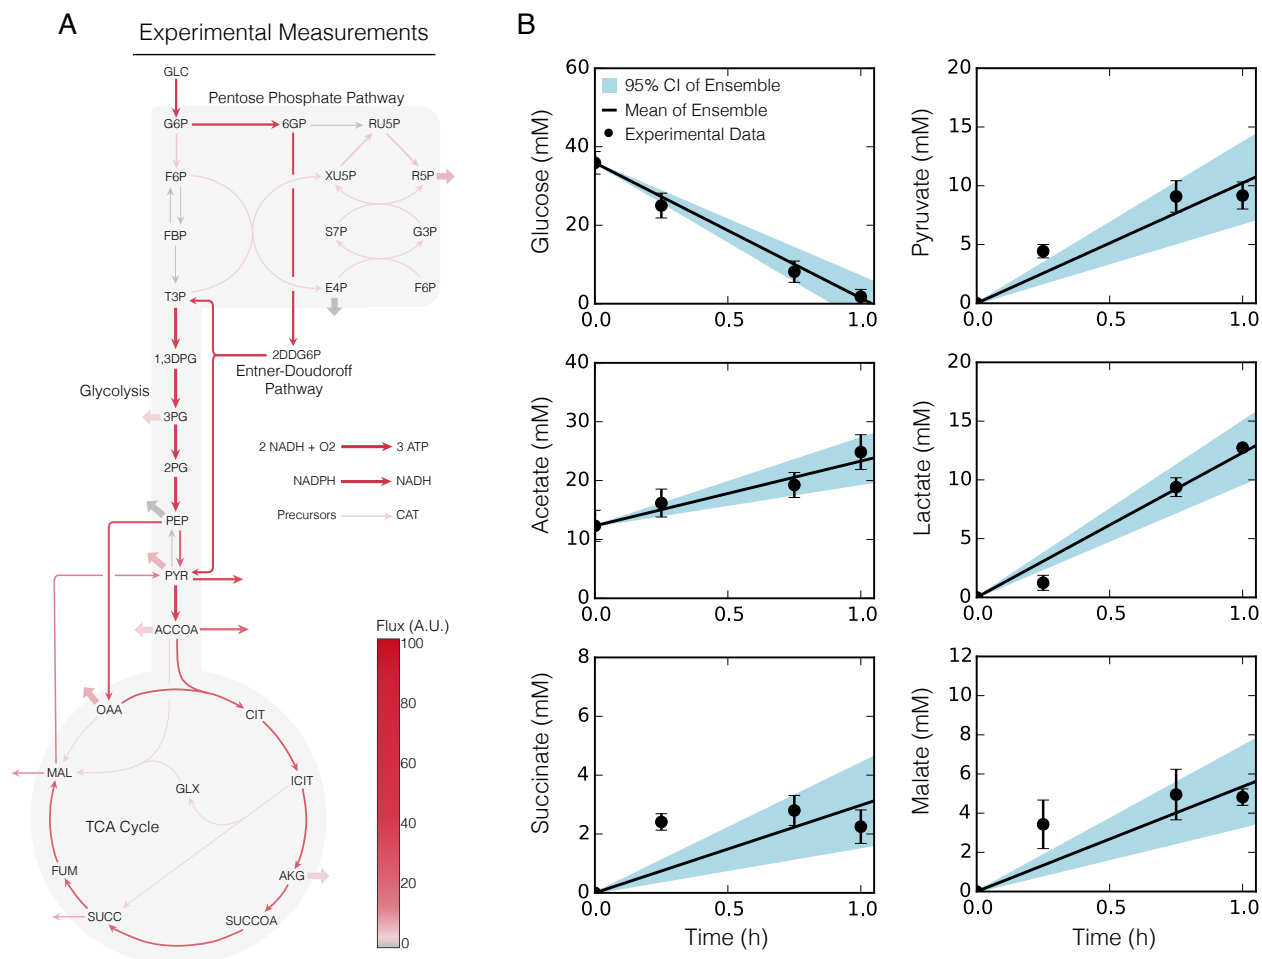 A
Experimental Measurements
GLC
Pentose Phosphate Pathway
G6P
6GP
RU5P
F6P
XU5P
R5P
FBP
S7P
G3P
T3P
E4P
F6P
1,3DPG
2DDG6P
Entner-Doudoroff
Pathway
Glycolysis
3PG
2 NADH + O2
3 ATP
2PG
NADPH
NADH
PEP
Precursors
CAT
PYR
ACCOA
Flux (A.U.)
100
80
60
40
20
0
OAA
CIT
MAL
ICIT
GLX
TCA Cycle
FUM
AKG
SUCC
SUCCOA
B
95% CI of Ensemble
Mean of Ensemble
Experimental Data
Glucose (mM)
60
40
20
0
0.0
0.5
1.0
Pyruvate (mM)
20
15
10
5
0
0.0
0.5
1.0
Acetate (mM)
40
30
20
10
0
0.0
0.5
1.0
Lactate (mM)
20
15
10
5
0
0.0
0.5
1.0
Succinate (mM)
8
6
4
2
0
0.0
0.5
1.0
Time (h)
Malate (mM)
12
10
8
6
4
2
0
0.0
0.5
1.0
Time (h)